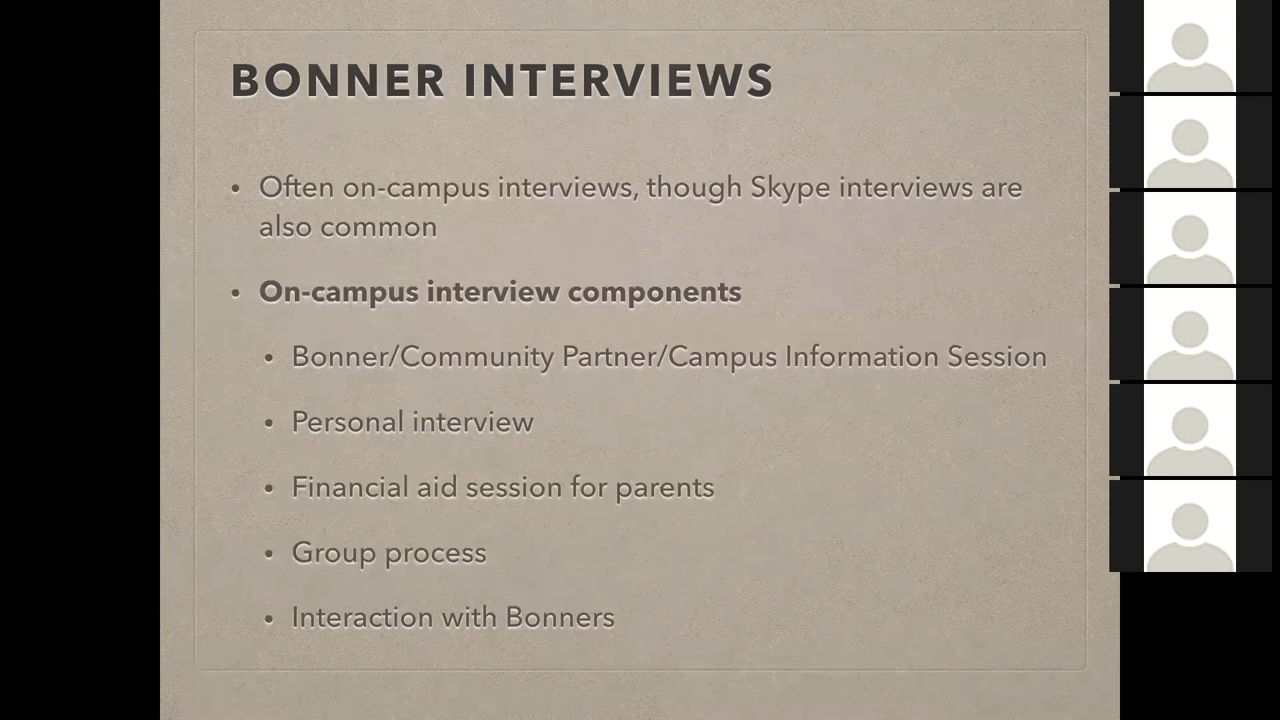 BONNER INTERVIEWS
• Often on-campus interviews, though Skype interviews are
also common
• On-campus interview components
• Bonner/Community Partner/Campus Information Session
• Personal interview
• Financial aid session for parents
• Group process
• Interaction with Bonners